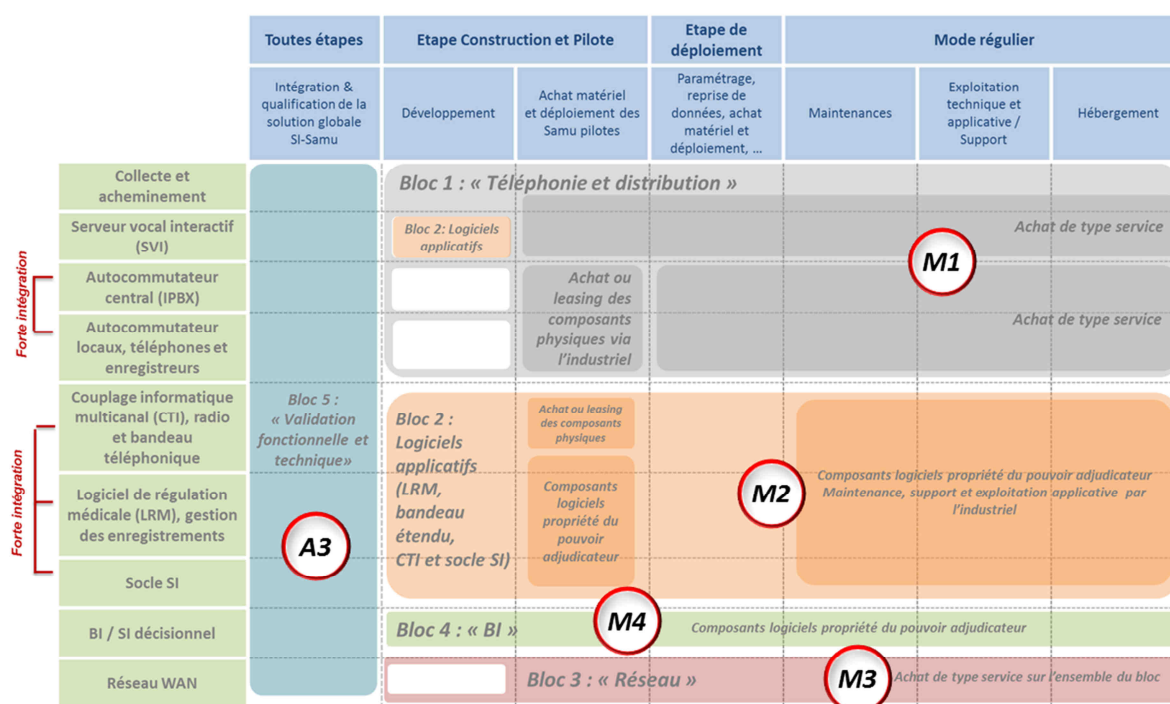 Toutes étapes
Etape Construction et Pilote
Etape de
déploiement
Mode régulier
Intégration &
qualification de la
solution globale
SI-Samu
Développement
Achat matériel
et déploiement des
Samu pilotes
Paramétrage,
reprise de
données, achat
matériel et
déploiement, ...
Maintenances
Exploitation
technique et
applicative /
Support
Hébergement
Collecte et
acheminement
Bloc 1 : « Téléphonie et distribution »
Serveur vocal interactif
(SVI)
Bloc 2: Logiciels
applicatifs
Achat de type service
M1
Forte intégration
Autocommutateur
central (IPBX)
Autocommutateur
locaux, téléphones et
enregistreurs
Achat ou
leasing des
composants
physiques via
l'industriel
Achat de type service
Forte intégration
Couplage informatique
multicanal (CTI), radio
et bandeau
téléphonique
Logiciel de régulation
médicale (LRM), gestion
des enregistrements
Socle SI
Bloc 5 :
« Validation
fonctionnelle et
technique»
A3
Bloc 2 :
Logiciels
applicatifs
(LRM,
bandeau
étendu,
CTI et socle SI)
Achat ou leasing
des composants
physiques
Composants
logiciels
propriété du
pouvoir
adjudicateur
M2
Composants logiciels propriété du pouvoir adjudicateur
Maintenance, support et exploitation applicative par
l'industriel
BI / SI décisionnel
Bloc 4 : « BI »
M4
Composants logiciels propriété du pouvoir adjudicateur
Réseau WAN
Bloc 3 : « Réseau »
M3
Achat de type service sur l'ensemble du bloc